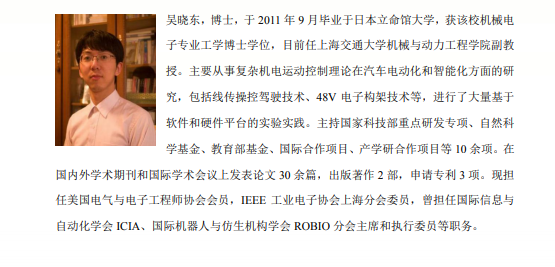 吴晓东，博士，于 2011 年 9 月毕业于日本立命馆大学，获该校机械电
子专业工学博士学位，目前任上海交通大学机械与动力工程学院副教
授。主要从事复杂机电运动控制理论在汽车电动化和智能化方面的研
究，包括线传操控驾驶技术、48V 电子构架技术等，进行了大量基于
软件和硬件平台的实验实践。主持国家科技部重点研发专项、自然科
学基金、教育部基金、国际合作项目、产学研合作项目等 10 余项。在
国内外学术期刊和国际学术会议上发表论文 30 余篇，出版著作 2 部，申请专利 3 项。现担
任美国电气与电子工程师协会会员，IEEE 工业电子协会上海分会委员，曾担任国际信息与
自动化学会 ICIA、国际机器人与仿生机构学会 ROBIO 分会主席和执行委员等职务。